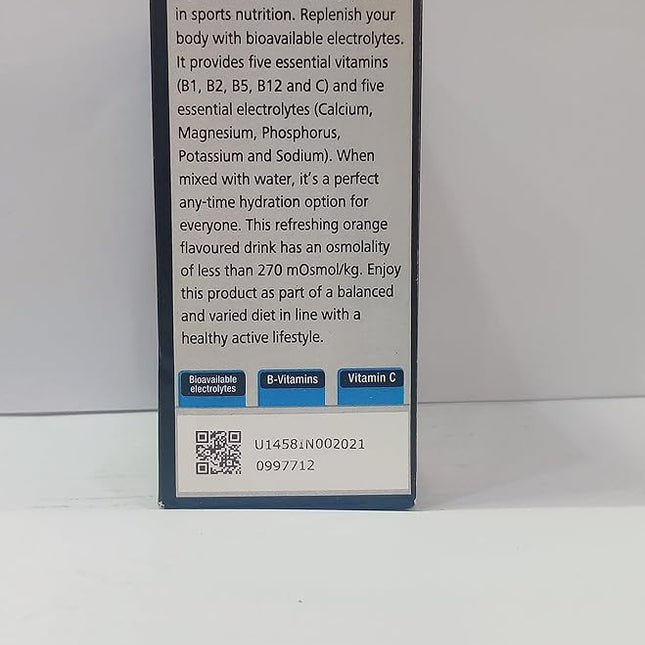 in sports nutrition. Replenish your
body with bioavailable electrolytes.
It provides five essential vitamins
(B1, B2, B5, B12 and C) and five
essential electrolytes (Calcium,
Magnesium, Phosphorus,
Potassium and Sodium). When
mixed with water, it's a perfect
any-time hydration option for
everyone. This refreshing orange
flavoured drink has an osmolality
of less than 270 mOsmol/kg. Enjoy
this product as part of a balanced
and varied diet in line with a
healthy active lifestyle.
Bioavailable
electrolytes
B-Vitamins
Vitamin C
U14581N002021
0997712